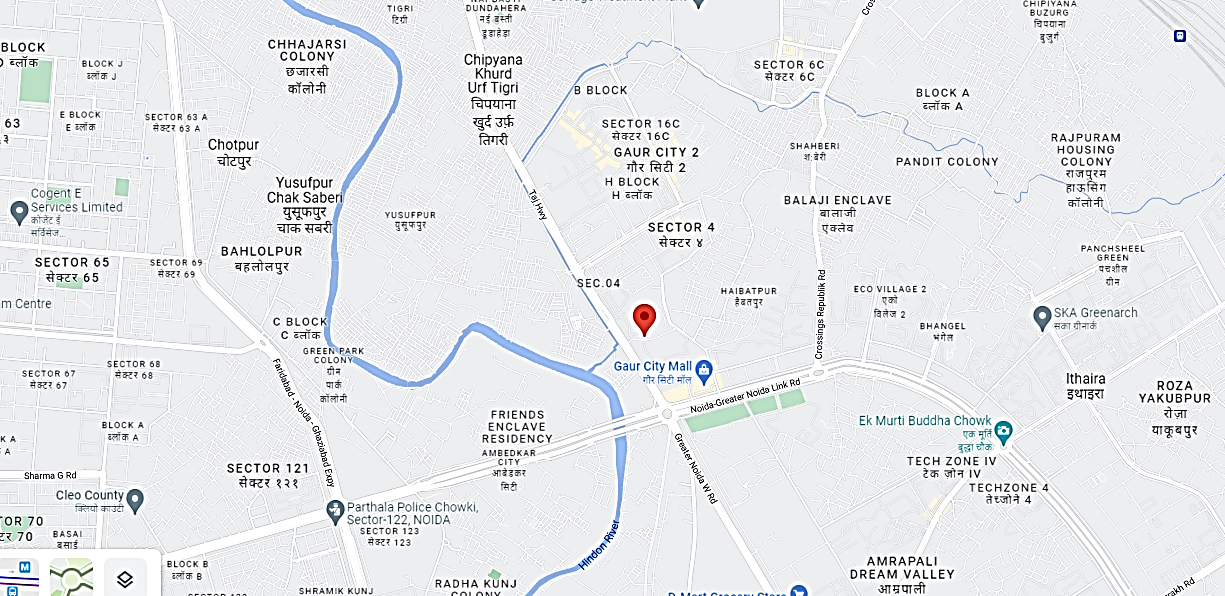 TIGRI
टिग्री
DUNDAHERA
नई बस्ती
डूंडाहेड़ा
CHIPIYANA
BUZURG
चिपयाना
बुजुर्ग
BLOCK
BLOCK J
ब्लॉक J
CHHAJARSI
COLONY
छजारसी
कॉलोनी
Chipyana
Khurd
Urf Tigri
चिपयाना
खुर्द उर्फ़
तिगरी
SECTOR 6C
सेक्टर 6C
B BLOCK
BLOCK A
ब्लॉक A
63
E BLOCK
E ब्लॉक
SECTOR 63 A
सेक्टर 63 A
SECTOR 16C
सेक्टर 16C
GAUR CITY 2
गौर सिटी 2
H BLOCK
H ब्लॉक
Chotpur
चोटपुर
SHAHBERI
PANDIT COLONY
RAJPURAM
HOUSING
COLONY
राजपुरम
हाऊसिंग
कॉलोनी
Cogent E
Services Limited
कोजेंट ई
सर्विसेज...
Yusufpur
Chak Saberi
युसूफपुर
चाक सबरी
YUSUFPUR
यूसूफपुर
Taj Hwy
BALAJI ENCLAVE
बालाजी
एंक्लेव
SECTOR 4
सेक्टर ४
BAHLOLPUR
बहलोलपुर
SECTOR 65
सेक्टर 65
SECTOR 69
सेक्टर 69
PANCHSHEEL
GREEN
पंचशील
ग्रीन
SEC.04
HAIBATPUR
हैबतपुर
ECO VILLAGE 2
एको
विलेज 2
Crossings Republik Rd
m Centre
C BLOCK
C ब्लॉक
SKA Greenarch
स्का ग्रीनार्क
BHANGEL
भंगेल
GREEN PARK
COLONY
ग्रीन
पार्क
कॉलोनी
SECTOR 68
सेक्टर 68
SECTOR 67
सेक्टर 67
Gaur City Mall
गौर सिटी मॉल
Noida-Greater Noida Link Rd
Ithaira
इथाइरा
ROZA
YAKUBPUR
रोज़ा
याकूबपुर
Faridabad - Noida - Ghaziabad Expy
FRIENDS
ENCLAVE
RESIDENCY
AMBEDKAR
CITY
आंबेडकर
सिटी
BLOCK A
ब्लॉक A
Ek Murti Buddha Chowk
एक मूर्ति
बुद्धा चौक
Greater Noida W Rd
TECH ZONE IV
टेक ज़ोन IV
TECHZONE 4
तेच्जोने 4
SECTOR 121
सेक्टर १२१
Sharma G Rd
Cleo County
क्लियो काउंटी
Parthala Police Chowki,
Sector-122, NOIDA
SECTOR 123
सेक्टर 123
TOR 70
टर 70
BASAI
बसाई
Hindon River
BLOCK B
ब्लॉक B
SHRAMIK KUNJ
RADHA KUNJ
COLONY
AMRAPALI
DREAM VALLEY
आम्रपाली